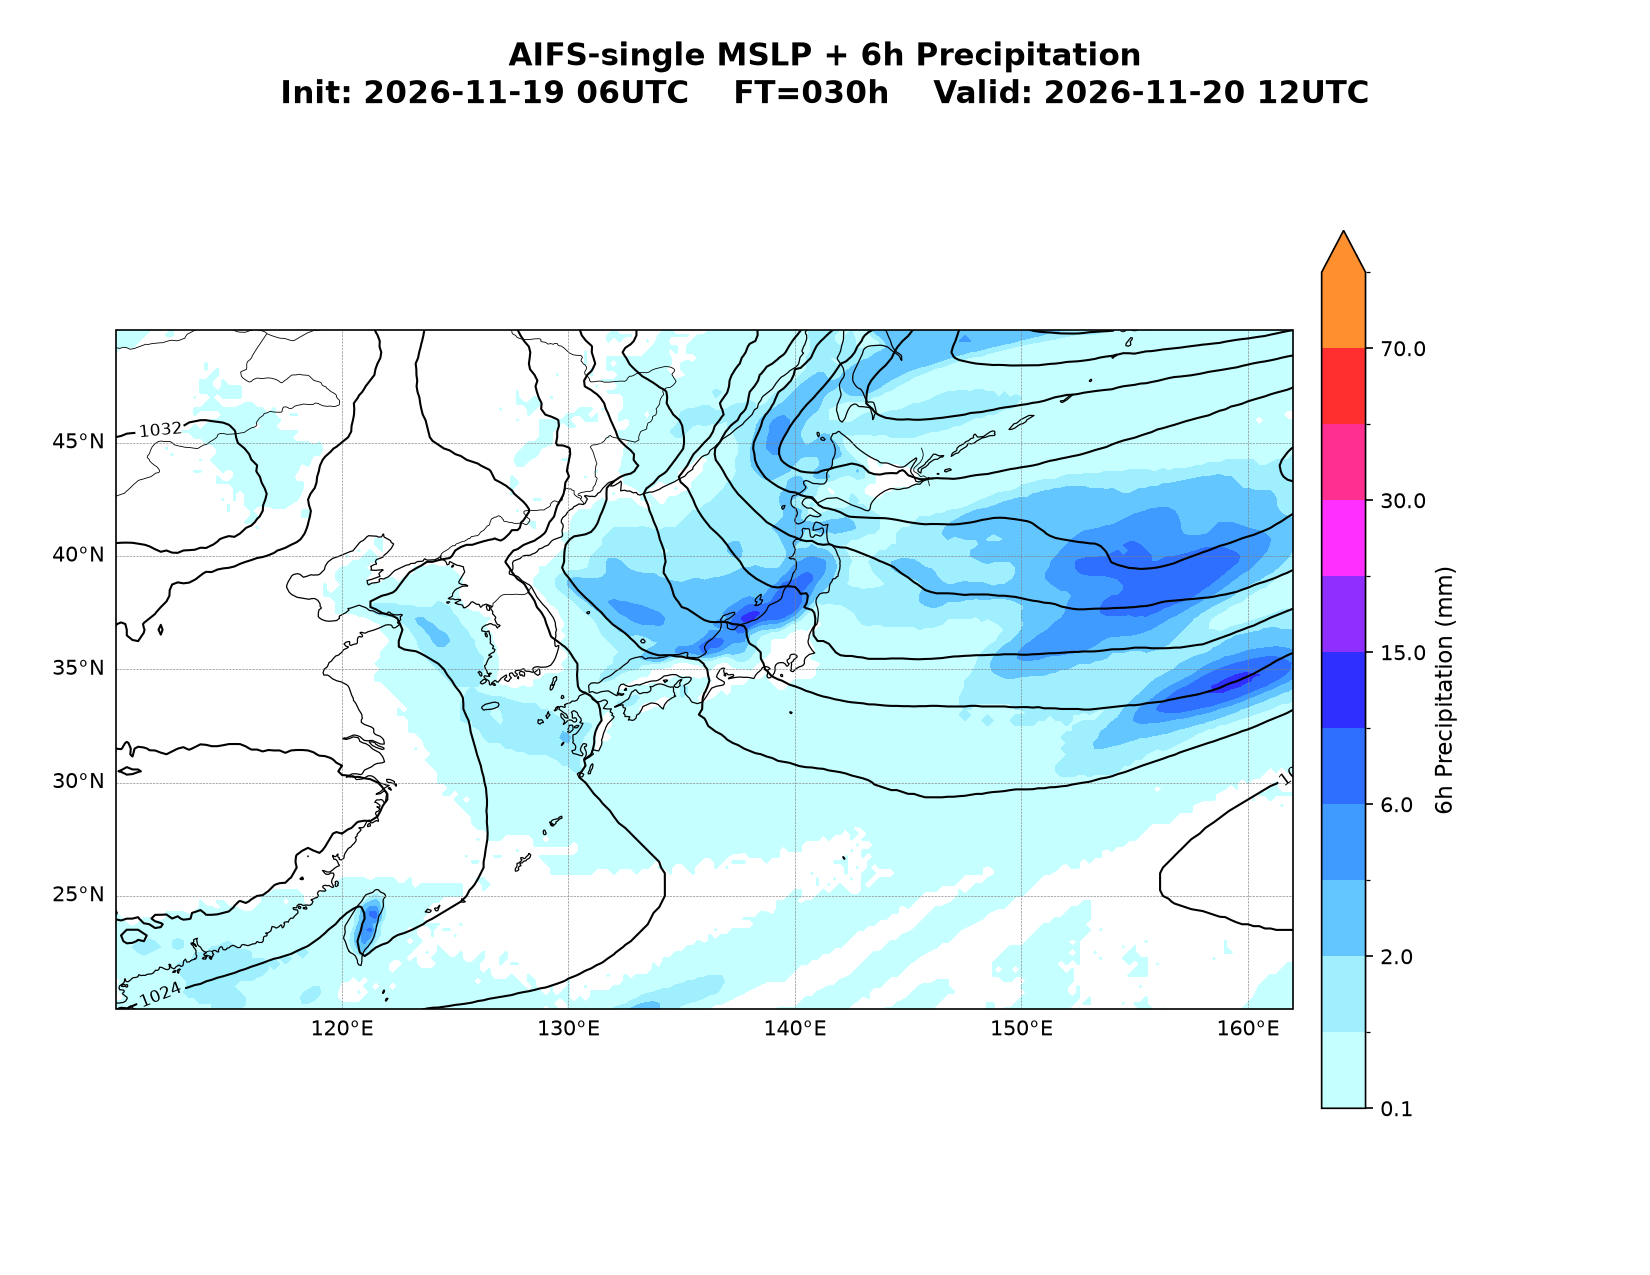 AIFS-single MSLP + 6h Precipitation
Init: 2026-11-19 06UTC    FT=030h    Valid: 2026-11-20 12UTC
70.0
30.0
15.0
6.0
2.0
0.1
6h Precipitation (mm)
45°N
40°N
35°N
30°N
25°N
1032
1024
120°E
130°E
140°E
150°E
160°E